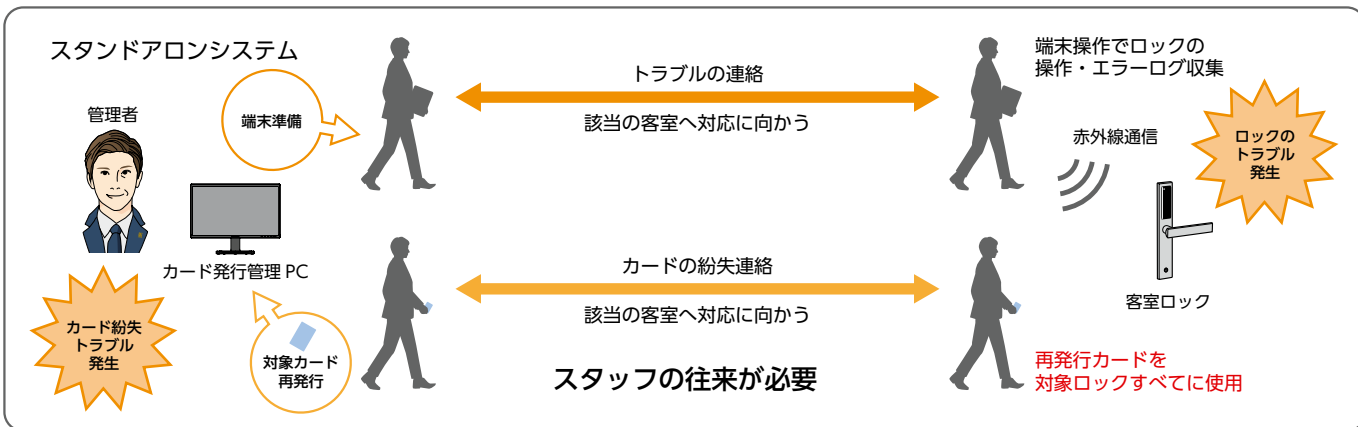 スタンドアロンシステム
管理者
端末準備
カード発行管理 PC
カード紛失
トラブル
発生
対象カード
再発行
トラブルの連絡
該当の客室へ対応に向かう
カードの紛失連絡
該当の客室へ対応に向かう
スタッフの往来が必要
端末操作でロックの
操作・エラーログ収集
赤外線通信
ロックの
トラブル
発生
客室ロック
再発行カードを
対象ロックすべてに使用